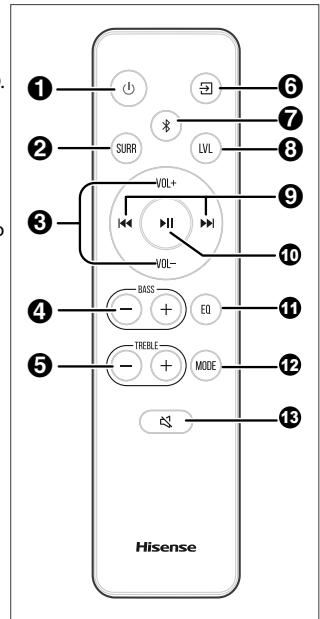 .
1
6
7
SURR
LVL
2
8
VOL+
3
9
10
VOL–
BASS
4
– +
EQ
11
TREBLE
5
– +
MODE
12
13
Hisense